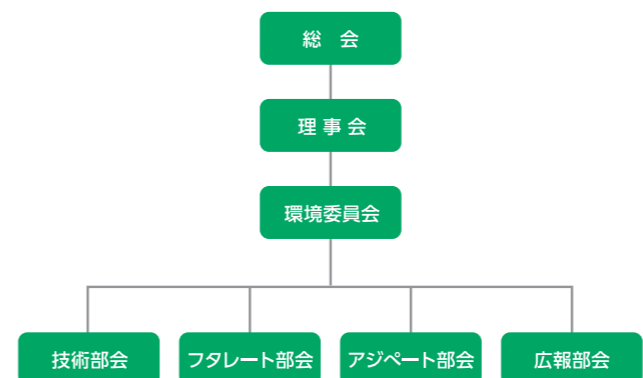 総　会
理 事 会
環境委員会
技術部会
フタレート部会
アジペート部会
広報部会